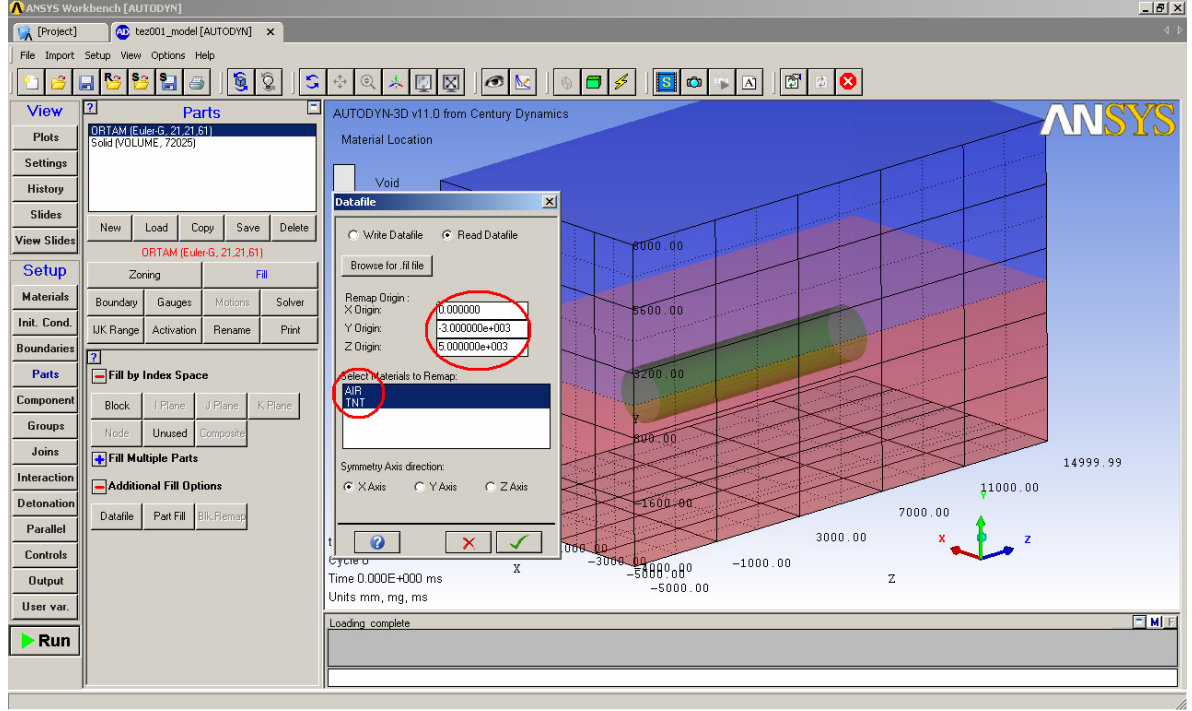 ANSYS Workbench [AUTODYN]
[Project] AD tez001_model [AUTODYN] ×
File Import Setup View Options Help
View
Plots
Settings
History
Slides
View Slides
Setup
Materials
Init. Cond.
Boundaries
Parts
Component
Groups
Joins
Interaction
Detonation
Parallel
Controls
Output
User var.
Run
? Parts
ORTAM (Euler-G, 21,21,61)
Solid (VOLUME, 72025)
New Load Copy Save Delete
ORTAM (Euler-G, 21,21,61)
Zoning Fill
Boundary Gauges Motions Solver
IJK Range Activation Rename Print
?
Fill by Index Space
Block I Plane J Plane K Plane
Node Unused Composite
Fill Multiple Parts
Additional Fill Options
Datafile Part Fill Blk.Remap
AUTODYN-3D v11.0 from Century Dynamics
ANSYS
Material Location
Void
Datafile
Write Datafile Read Datafile
Browse for .fil file
Remap Origin :
X Origin: 0.000000
Y Origin: -3.000000e+003
Z Origin: 5.000000e+003
Select Materials to Remap:
AIR
TNT
Symmetry Axis direction:
X Axis Y Axis Z Axis
?
8000.00
5600.00
3200.00
Y
800.00
-1600.00
-4000.00
-3000.00
-5000.00
-5000.00
X
-1000.00
3000.00
7000.00
11000.00
14999.99
Z
Y
X Z
Cycle 0
Time 0.000E+000 ms
Units mm, mg, ms
Loading complete
M F